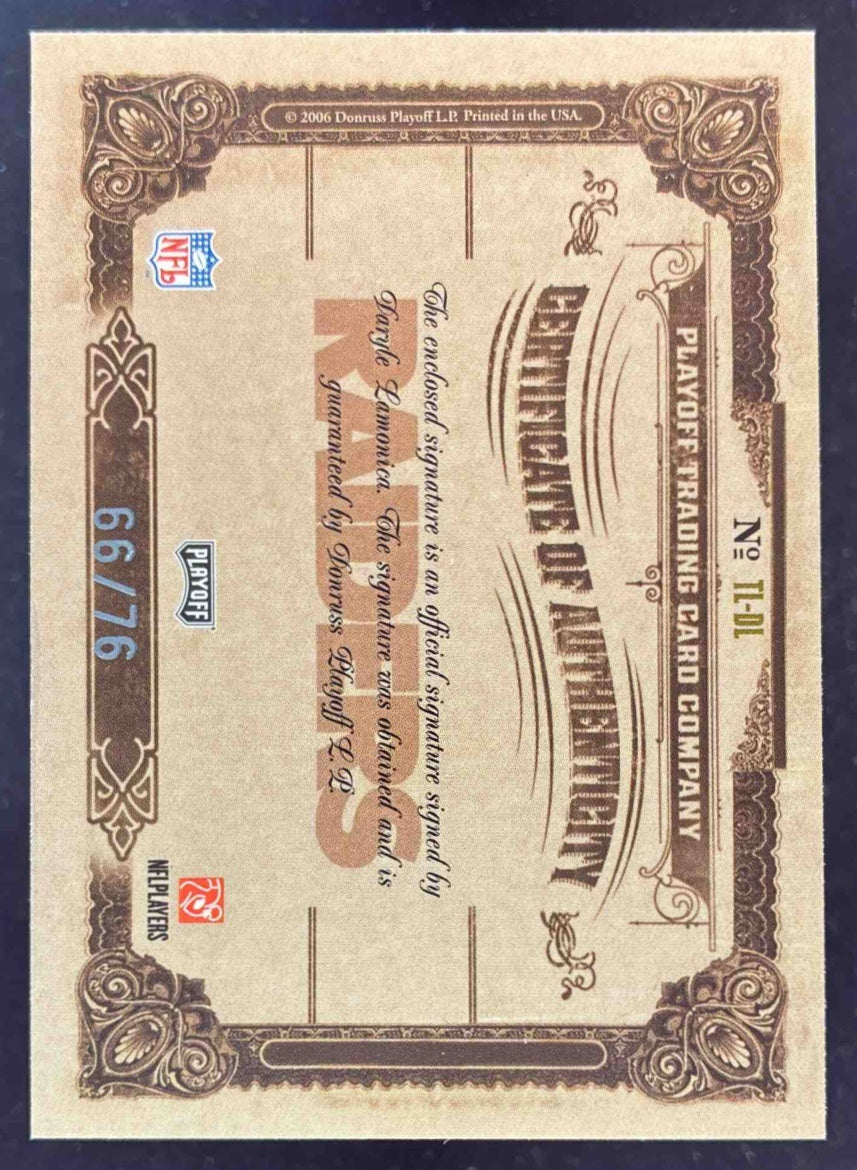 © 2006 Donruss Playoff L.P. Printed in the USA.
Nº TL-DL
PLAYOFF TRADING CARD COMPANY
CERTIFICATE OF AUTHENTICITY
RAIDERS
The enclosed signature is an official signature signed by
Daryle Lamonica. The signature was obtained and is
guaranteed by Donruss Playoff L.P.
NFL
PLAYOFF
NFLPLAYERS
66/76